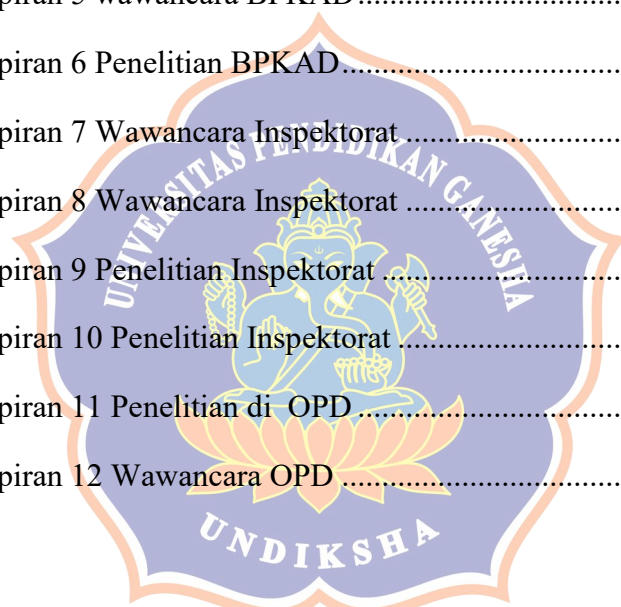 piran 5 wawancara BPKAD..............................
piran 6 Penelitian BPKAD................................
piran 7 Wawancara Inspektorat .........................
piran 8 Wawancara Inspektorat .........................
piran 9 Penelitian Inspektorat ............................
piran 10 Penelitian Inspektorat ..........................
piran 11 Penelitian di  OPD ...............................
piran 12 Wawancara OPD .................................
UNIVERSITAS PENDIDIKAN GANESHA
UNDIKSHA